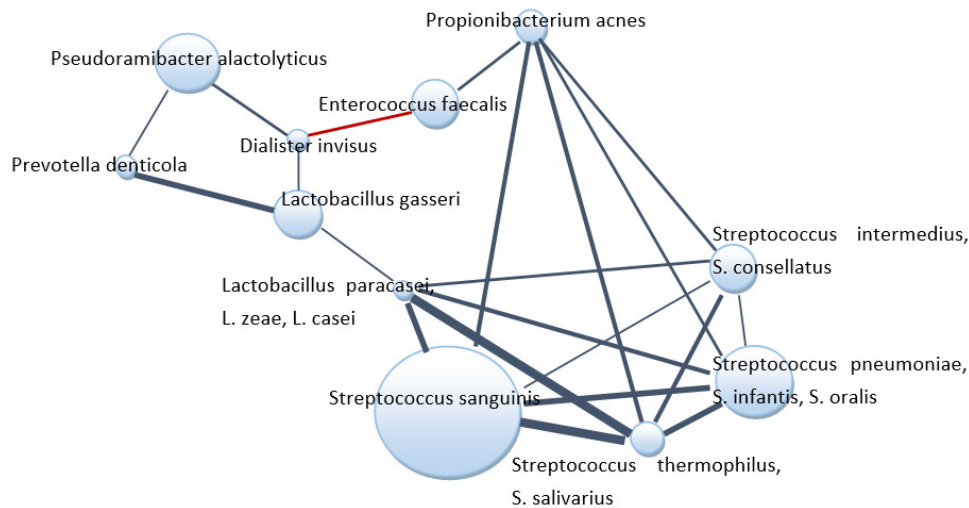 Propionibacterium acnes
Pseudoramibacter alactolyticus
Enterococcus faecalis
Dialister invisus
Prevotella denticola
Lactobacillus gasseri
Streptococcus intermedius,
S. consellatus
Lactobacillus paracasei,
L. zeae, L. casei
Streptococcus pneumoniae,
S. infantis, S. oralis
Streptococcus sanguinis
Streptococcus thermophilus,
S. salivarius